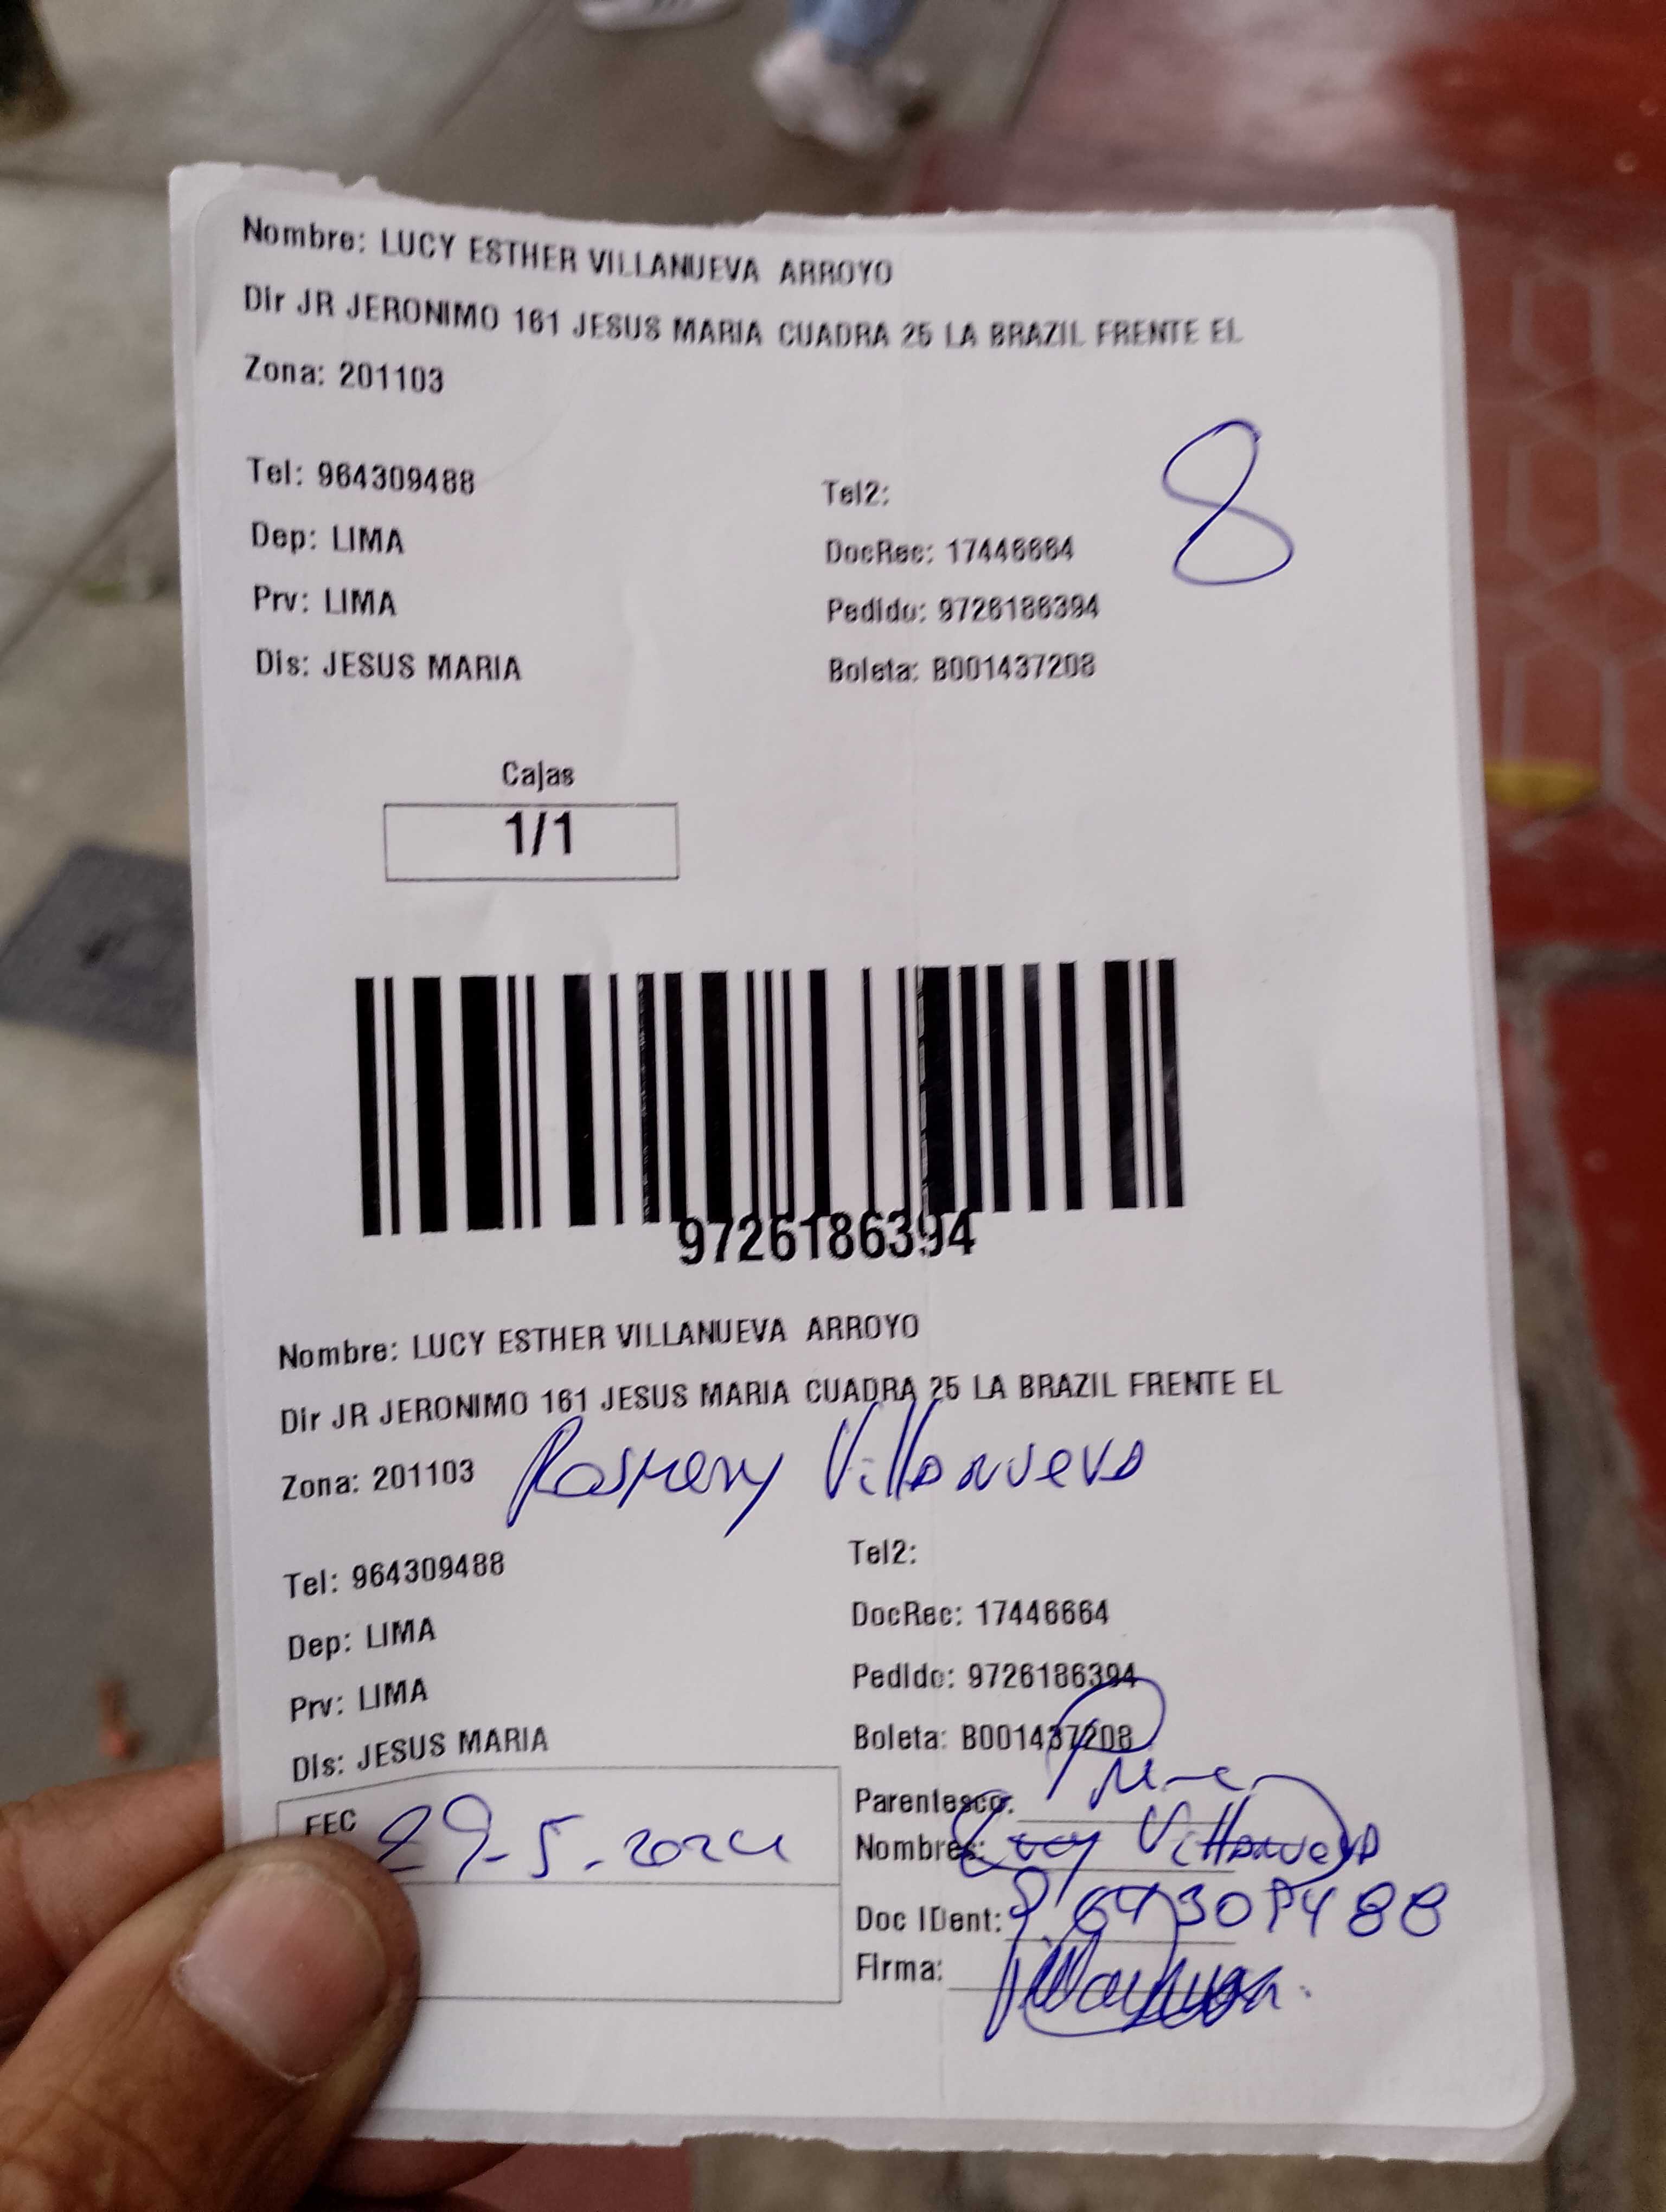 Nombre: LUCY ESTHER VILLANUEVA ARROYO
Dir JR JERONIMO 161 JESUS MARIA CUADRA 25 LA BRAZIL FRENTE EL
Zona: 201103
8
Tel: 964309488
Tel2:
Dep: LIMA
DocRec: 17446664
Prv: LIMA
Pedido: 9726186394
Dis: JESUS MARIA
Boleta: B001437208
Cajas
1/1
9726186394
Nombre: LUCY ESTHER VILLANUEVA ARROYO
Dir JR JERONIMO 161 JESUS MARIA CUADRA 25 LA BRAZIL FRENTE EL
Zona: 201103 Rosmery Villanueva
Tel: 964309488
Tel2:
Dep: LIMA
DocRec: 17446664
Prv: LIMA
Pedido: 9726186394
Dis: JESUS MARIA
Boleta: B001437208
FEC 29-5-2024
Parentesco:
Nombres: Lucy Villanueva
Doc IDent: 964309488
Firma: